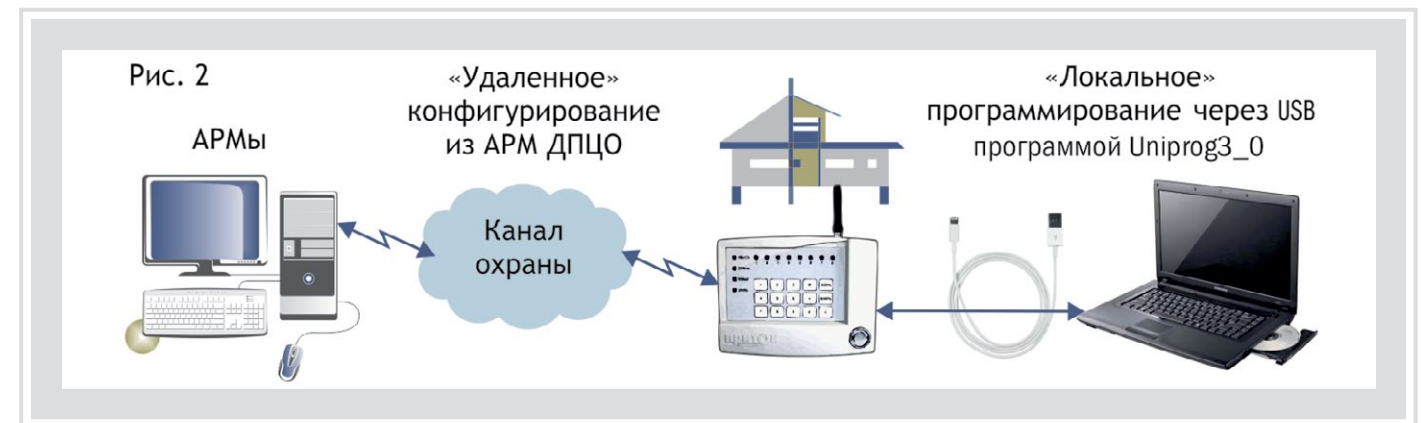 Рис. 2
«Удаленное»
конфигурирование
из АРМ ДПЦО
«Локальное»
программирование через USB
программой Uniprog3_0
АРМы
Канал
охраны